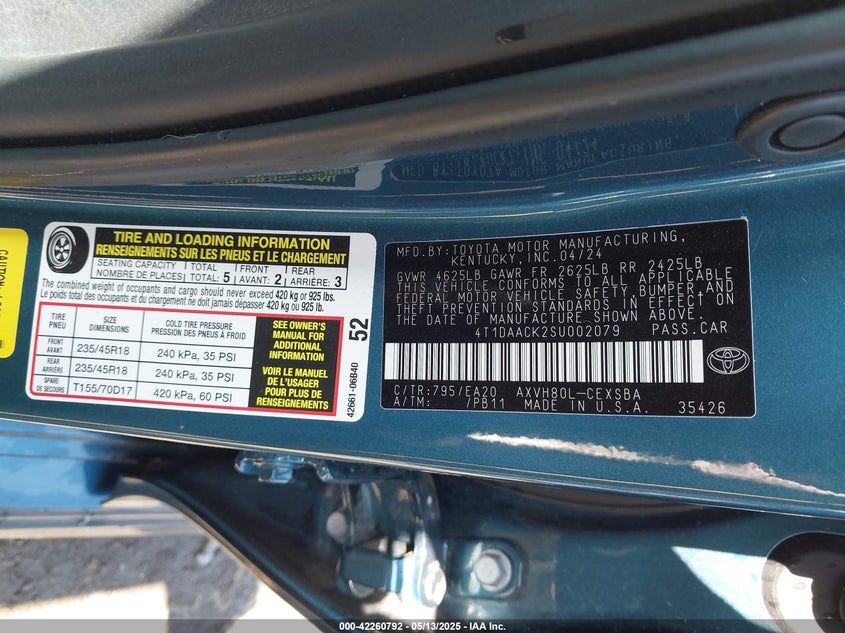 TIRE AND LOADING INFORMATION
RENSEIGNEMENTS SUR LES PNEUS ET LE CHARGEMENT
SEATING CAPACITY TOTAL 5 FRONT 2 REAR 3
NOMBRE DE PLACES TOTAL: AVANT: ARRIÈRE:
The combined weight of occupants and cargo should never exceed 420 kg or 925 lbs.
Le poids total des occupants et du chargement ne doit jamais dépasser 420 kg ou 925 lb.
TIRE SIZE COLD TIRE PRESSURE
PNEU DIMENSIONS PRESSION DES PNEUS À FROID
FRONT AVANT 235/45R18 240 kPa, 35 PSI
REAR ARRIÈRE 235/45R18 240 kPa, 35 PSI
SPARE DE SECOURS T155/70D17 420 kPa, 60 PSI
SEE OWNER'S
MANUAL FOR
ADDITIONAL
INFORMATION
VOIR LE MANUEL
DE L'USAGER
POUR PLUS DE
RENSEIGNEMENTS
52
42661-06B40
MFD.BY:TOYOTA MOTOR MANUFACTURING,
KENTUCKY,INC.04/24
GVWR 4625LB GAWR FR 2625LB RR 2425LB
THIS VEHICLE CONFORMS TO ALL APPLICABLE
FEDERAL MOTOR VEHICLE SAFETY,BUMPER,AND
THEFT PREVENTION STANDARDS IN EFFECT ON
THE DATE OF MANUFACTURE SHOWN ABOVE.
4T1DAACK2SU002079 PASS.CAR
C/TR:795/EA20 AXVH80L-CEXSBA
A/TM: /PB11 MADE IN U.S.A. 35426
CAUTION
000-42260792 - 05/13/2025 - IAA Inc.